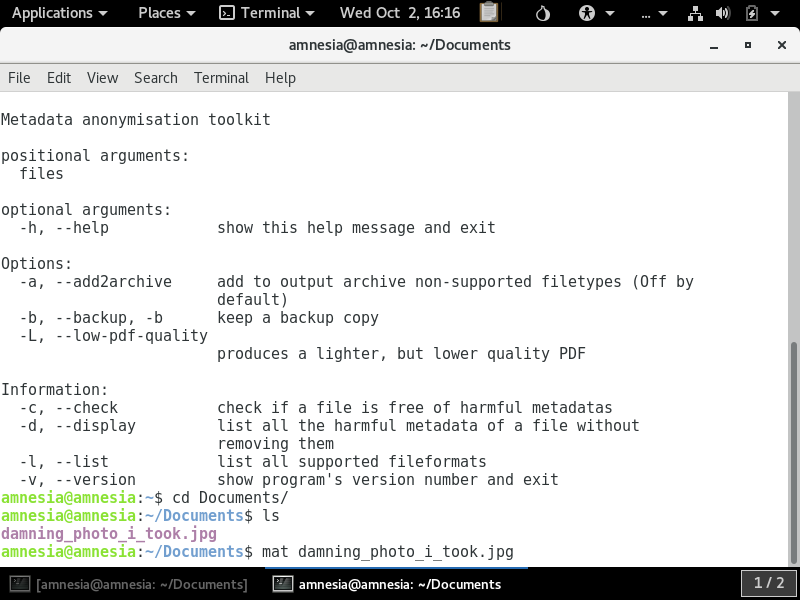 Applications Places Terminal Wed Oct 2, 16:16 ...
amnesia@amnesia: ~/Documents
File Edit View Search Terminal Help
Metadata anonymisation toolkit
positional arguments:
files
optional arguments:
-h, --help show this help message and exit
Options:
-a, --add2archive add to output archive non-supported filetypes (Off by
default)
-b, --backup, -b keep a backup copy
-L, --low-pdf-quality
produces a lighter, but lower quality PDF
Information:
-c, --check check if a file is free of harmful metadatas
-d, --display list all the harmful metadata of a file without
removing them
-l, --list list all supported fileformats
-v, --version show program's version number and exit
amnesia@amnesia:~$ cd Documents/
amnesia@amnesia:~/Documents$ ls
damning_photo_i_took.jpg
amnesia@amnesia:~/Documents$ mat damning_photo_i_took.jpg
[amnesia@amnesia: ~/Documents] amnesia@amnesia: ~/Documents 1 / 2